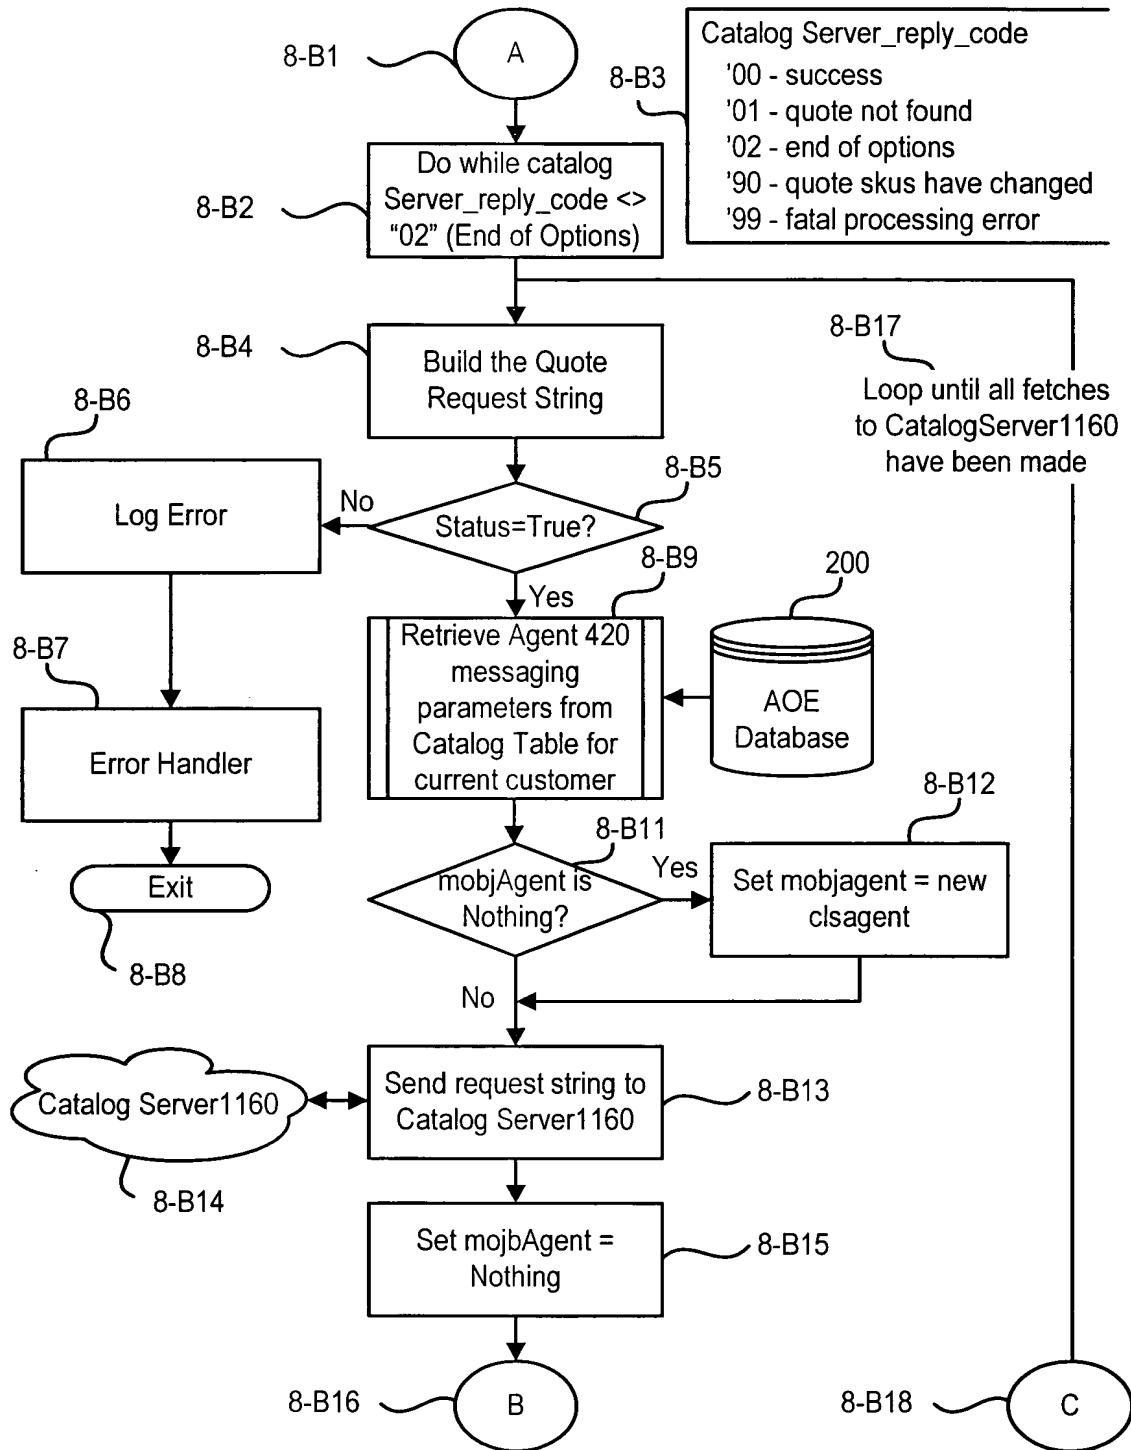 8-B1
A
Catalog Server_reply_code
'00 - success
'01 - quote not found
'02 - end of options
'90 - quote skus have changed
'99 - fatal processing error
8-B3
Do while catalog
Server_reply_code <>
“02” (End of Options)
8-B2
8-B4
Build the Quote
Request String
8-B17
Loop until all fetches
to CatalogServer1160
have been made
8-B6
Log Error
No
Status=True?
8-B5
Yes
8-B9
Retrieve Agent 420
messaging
parameters from
Catalog Table for
current customer
200
AOE
Database
8-B7
Error Handler
Exit
8-B8
8-B11
mobjAgent is
Nothing?
Yes
8-B12
Set mobjagent = new
clsagent
No
Catalog Server1160
8-B14
Send request string to
Catalog Server1160
8-B13
Set mojbAgent =
Nothing
8-B15
8-B16
B
8-B18
C